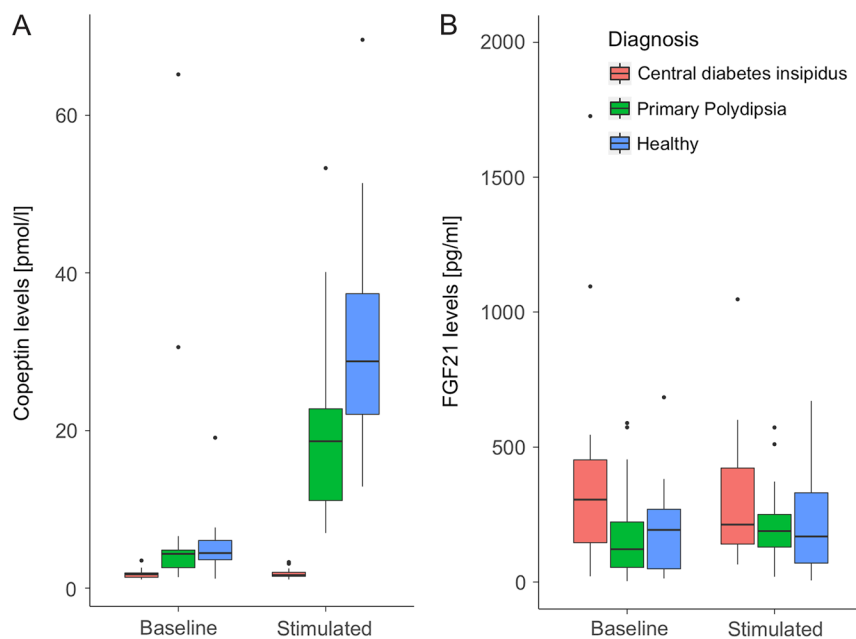 A
Copeptin levels [pmol/l]
60
40
20
0
Baseline
Stimulated
B
FGF21 levels [pg/ml]
2000
1500
1000
500
0
Diagnosis
Central diabetes insipidus
Primary Polydipsia
Healthy
Baseline
Stimulated